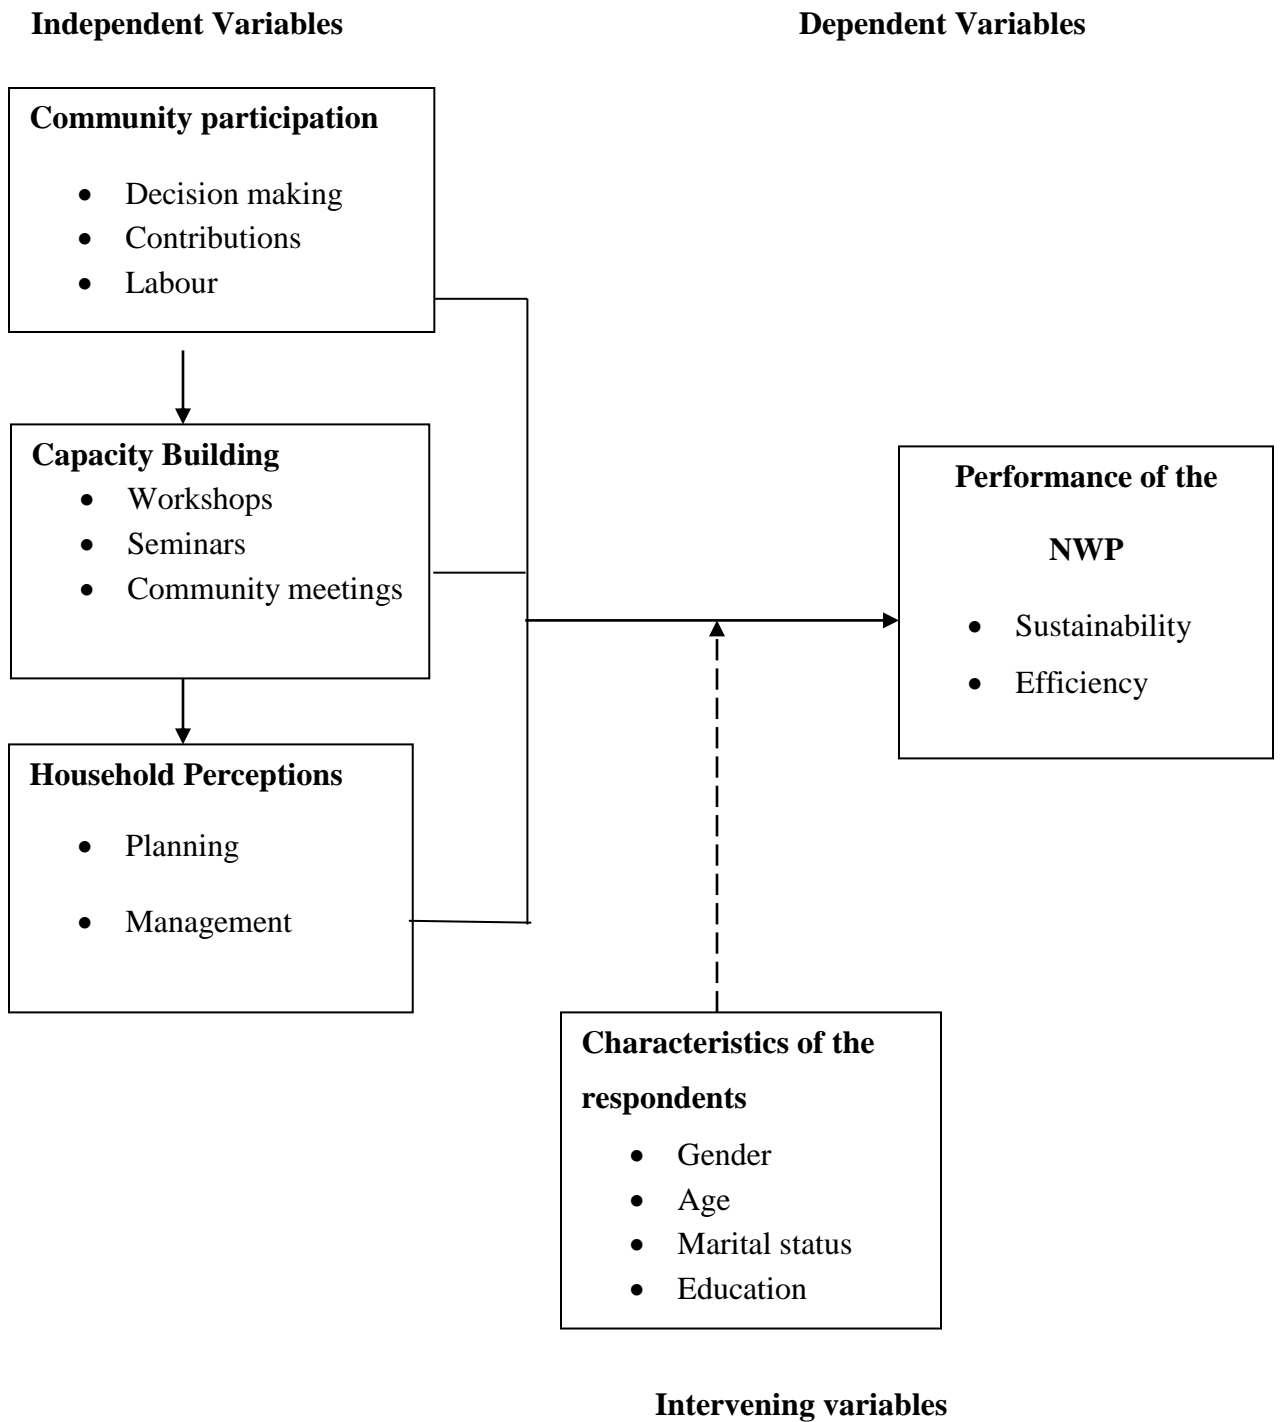 Independent Variables
Dependent Variables
Community participation
• Decision making
• Contributions
• Labour
Capacity Building
• Workshops
• Seminars
• Community meetings
Household Perceptions
• Planning
• Management
Performance of the
NWP
• Sustainability
• Efficiency
Characteristics of the
respondents
• Gender
• Age
• Marital status
• Education
Intervening variables